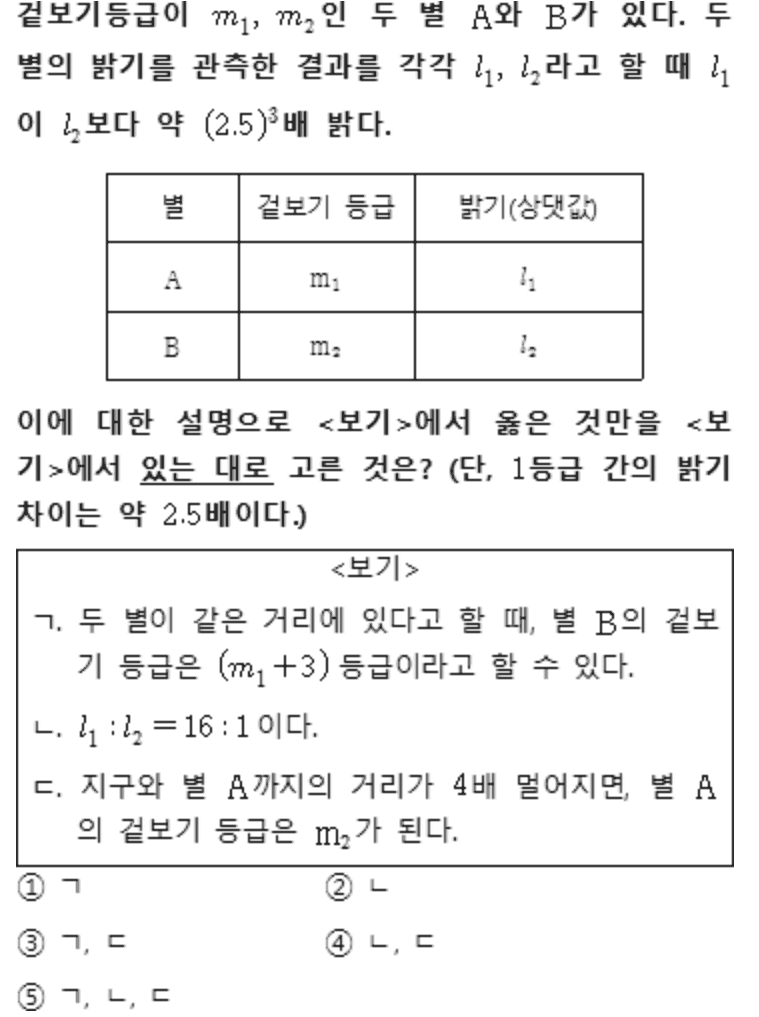 겉보기등급이 m₁, m₂인 두 별 A와 B가 있다. 두
별의 밝기를 관측한 결과를 각각 l₁, l₂라고 할 때 l₁
이 l₂보다 약 (2.5)³배 밝다.
별 겉보기 등급 밝기(상댓값)
A m₁ l₁
B m₂ l₂
이에 대한 설명으로 <보기>에서 옳은 것만을 <보
기>에서 있는 대로 고른 것은? (단, 1등급 간의 밝기
차이는 약 2.5배이다.)
<보기>
ㄱ. 두 별이 같은 거리에 있다고 할 때, 별 B의 겉보
기 등급은 (m₁+3)등급이라고 할 수 있다.
ㄴ. l₁ : l₂ = 16 : 1이다.
ㄷ. 지구와 별 A까지의 거리가 4배 멀어지면, 별 A
의 겉보기 등급은 m₂가 된다.
① ㄱ ② ㄴ
③ ㄱ, ㄷ ④ ㄴ, ㄷ
⑤ ㄱ, ㄴ, ㄷ